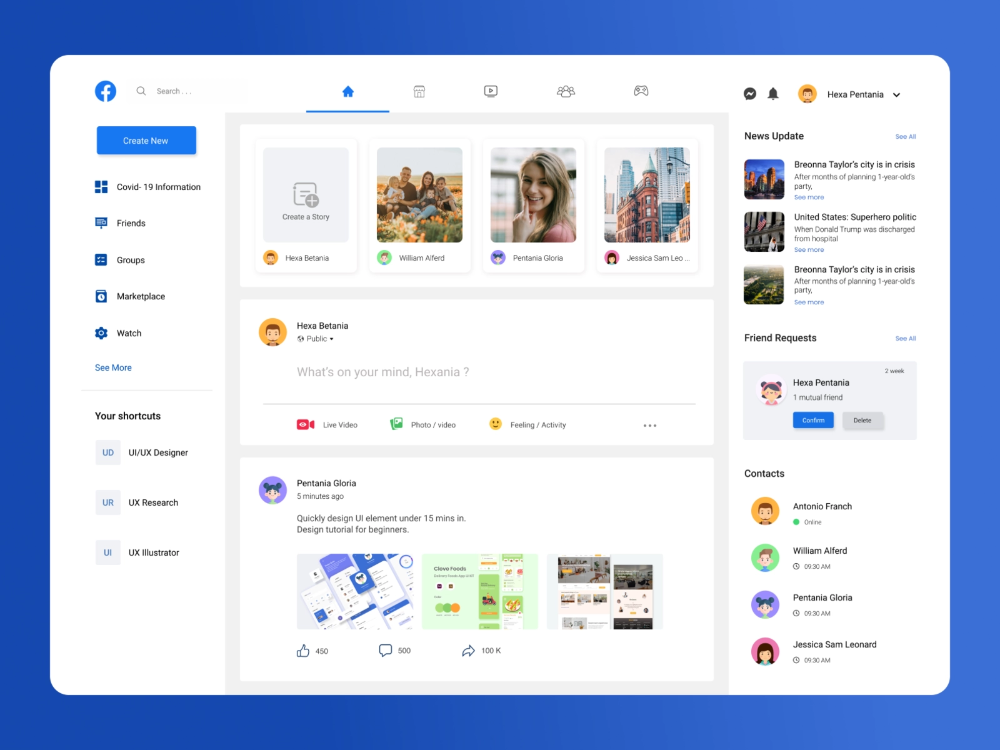 Search . . .
Hexa Pentania
Create New
Covid- 19 Information
Friends
Groups
Marketplace
Watch
See More
Your shortcuts
UD
UI/UX Designer
UR
UX Research
UI
UX Illustrator
Create a Story
Hexa Betania
William Alferd
Pentania Gloria
Jessica Sam Leo ...
Hexa Betania
Public
What's on your mind, Hexania ?
Live Video
Photo / video
Feeling / Activity
Pentania Gloria
5 minutes ago
Quickly design UI element under 15 mins in.
Design tutorial for beginners.
Clove Foods
450
500
100 K
News Update
See All
Breonna Taylor's city is in crisis
After months of planning 1-year-old's
party,
See more
United States: Superhero politic
When Donald Trump was discharged
from hospital
See more
Breonna Taylor's city is in crisis
After months of planning 1-year-old's
party,
See more
Friend Requests
See All
2 week
Hexa Pentania
1 mutual friend
Confirm
Delete
Contacts
Antonio Franch
Online
William Alferd
09:30 AM
Pentania Gloria
09:30 AM
Jessica Sam Leonard
09:30 AM